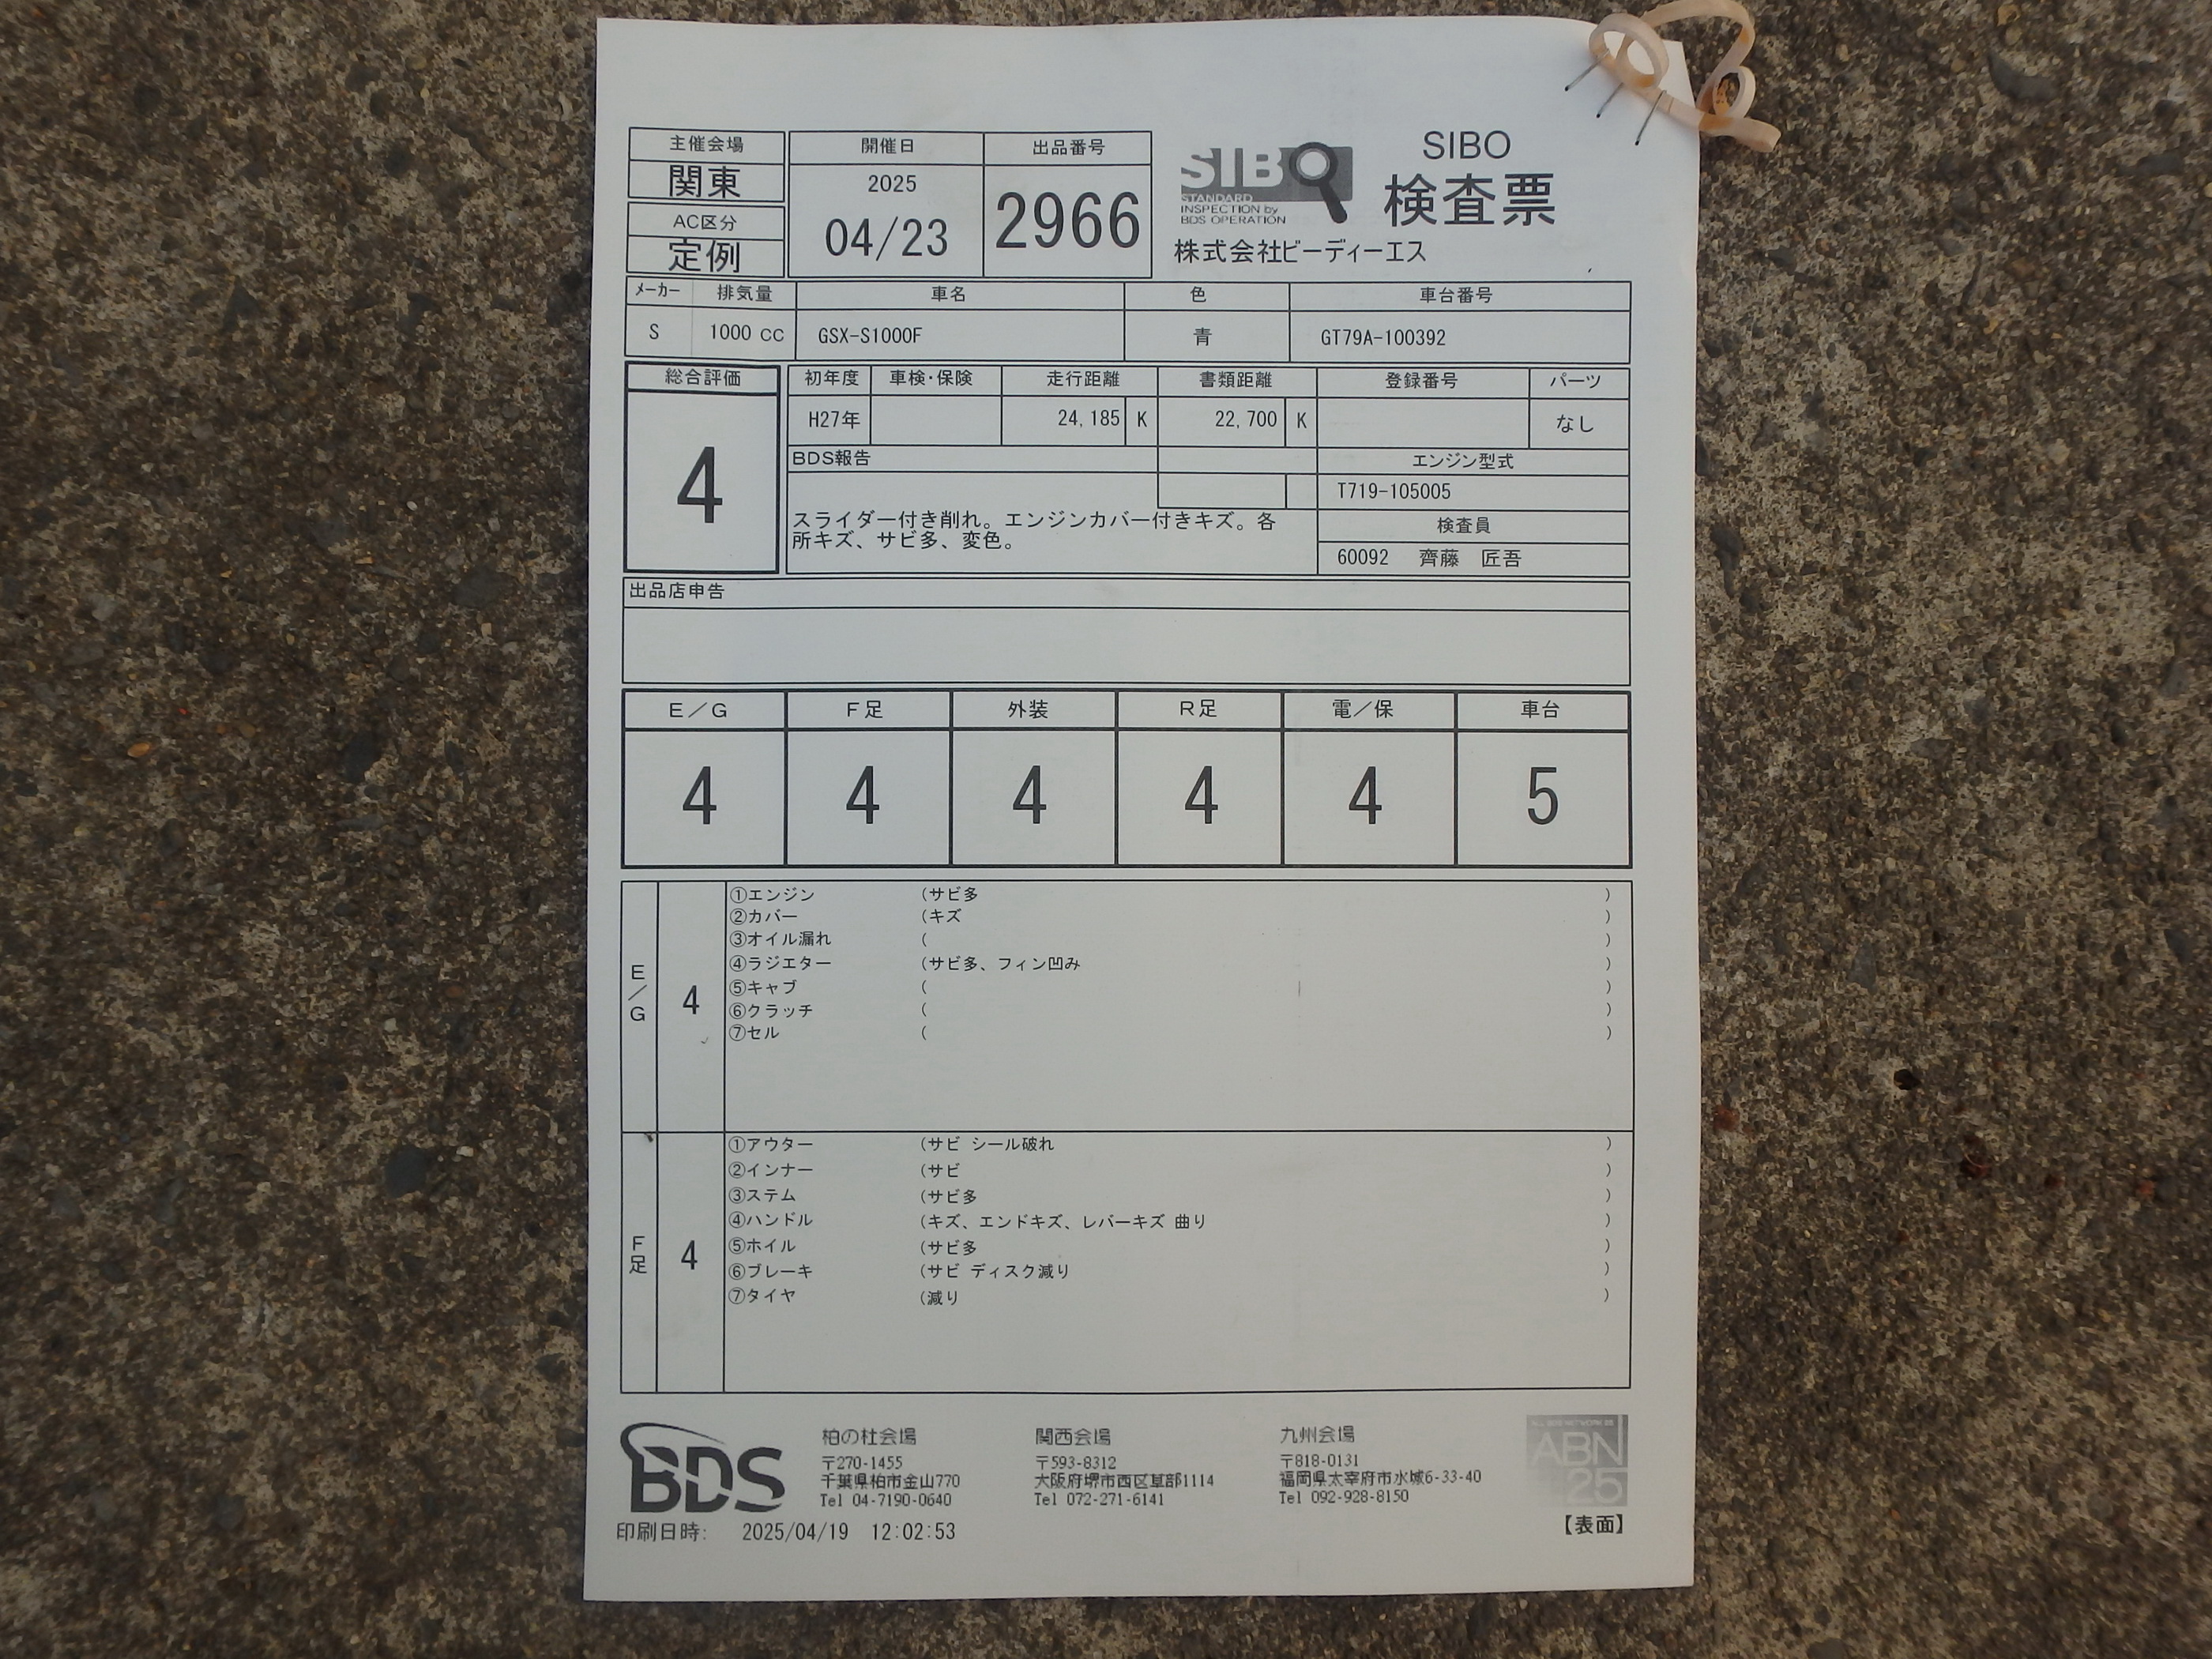 主催会場 開催日 出品番号
関東 2025 04/23 2966
AC区分
定例
SIBO
STANDARD
INSPECTION by
BDS OPERATION
SIBO
検査票
株式会社ビーディーエス
メーカー 排気量 車名 色 車台番号
S 1000 cc GSX-S1000F 青 GT79A-100392
総合評価 初年度 車検・保険 走行距離 書類距離 登録番号 パーツ
4 H27年 24,185 K 22,700 K なし
BDS報告 エンジン型式
T719-105005
スライダー付き削れ。エンジンカバー付きキズ。各
所キズ、サビ多、変色。
検査員
60092 齊藤 匠吾
出品店申告
E/G F足 外装 R足 電/保 車台
4 4 4 4 4 5
E/G 4
①エンジン (サビ多 )
②カバー (キズ )
③オイル漏れ ( )
④ラジエター (サビ多、フィン凹み )
⑤キャブ ( )
⑥クラッチ ( )
⑦セル ( )
F足 4
①アウター (サビ シール破れ )
②インナー (サビ )
③ステム (サビ多 )
④ハンドル (キズ、エンドキズ、レバーキズ 曲り )
⑤ホイル (サビ多 )
⑥ブレーキ (サビ ディスク減り )
⑦タイヤ (減り )
BDS
柏の杜会場
〒270-1455
千葉県柏市金山770
Tel 04-7190-0640
関西会場
〒593-8312
大阪府堺市西区草部1114
Tel 072-271-6141
九州会場
〒818-0131
福岡県太宰府市水城6-33-40
Tel 092-928-8150
ABN
25
印刷日時: 2025/04/19 12:02:53
【表面】